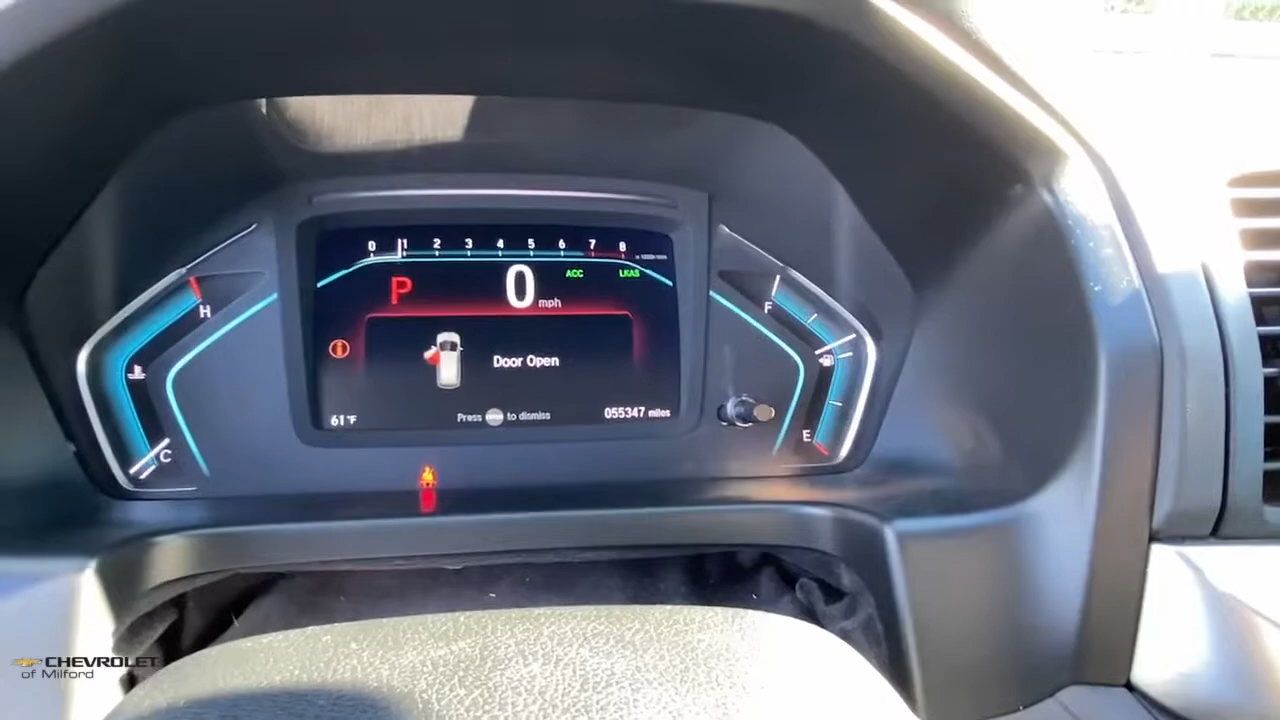 0 1 2 3 4 5 6 7 8
ACC LKAS
P 0 mph
H
F
Door Open
C
E
61°F
Press to dismiss
055347 miles
CHEVROLET
of Milford